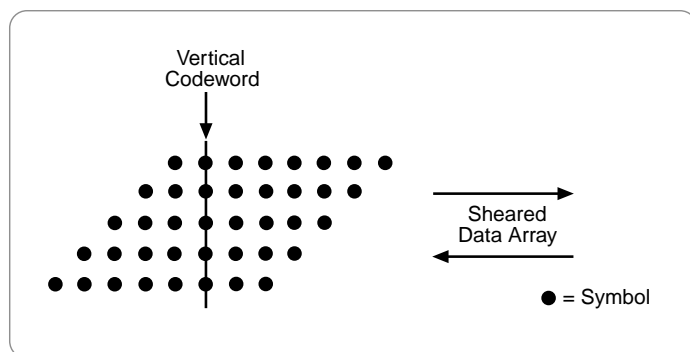 Vertical
Codeword
Sheared
Data Array
= Symbol